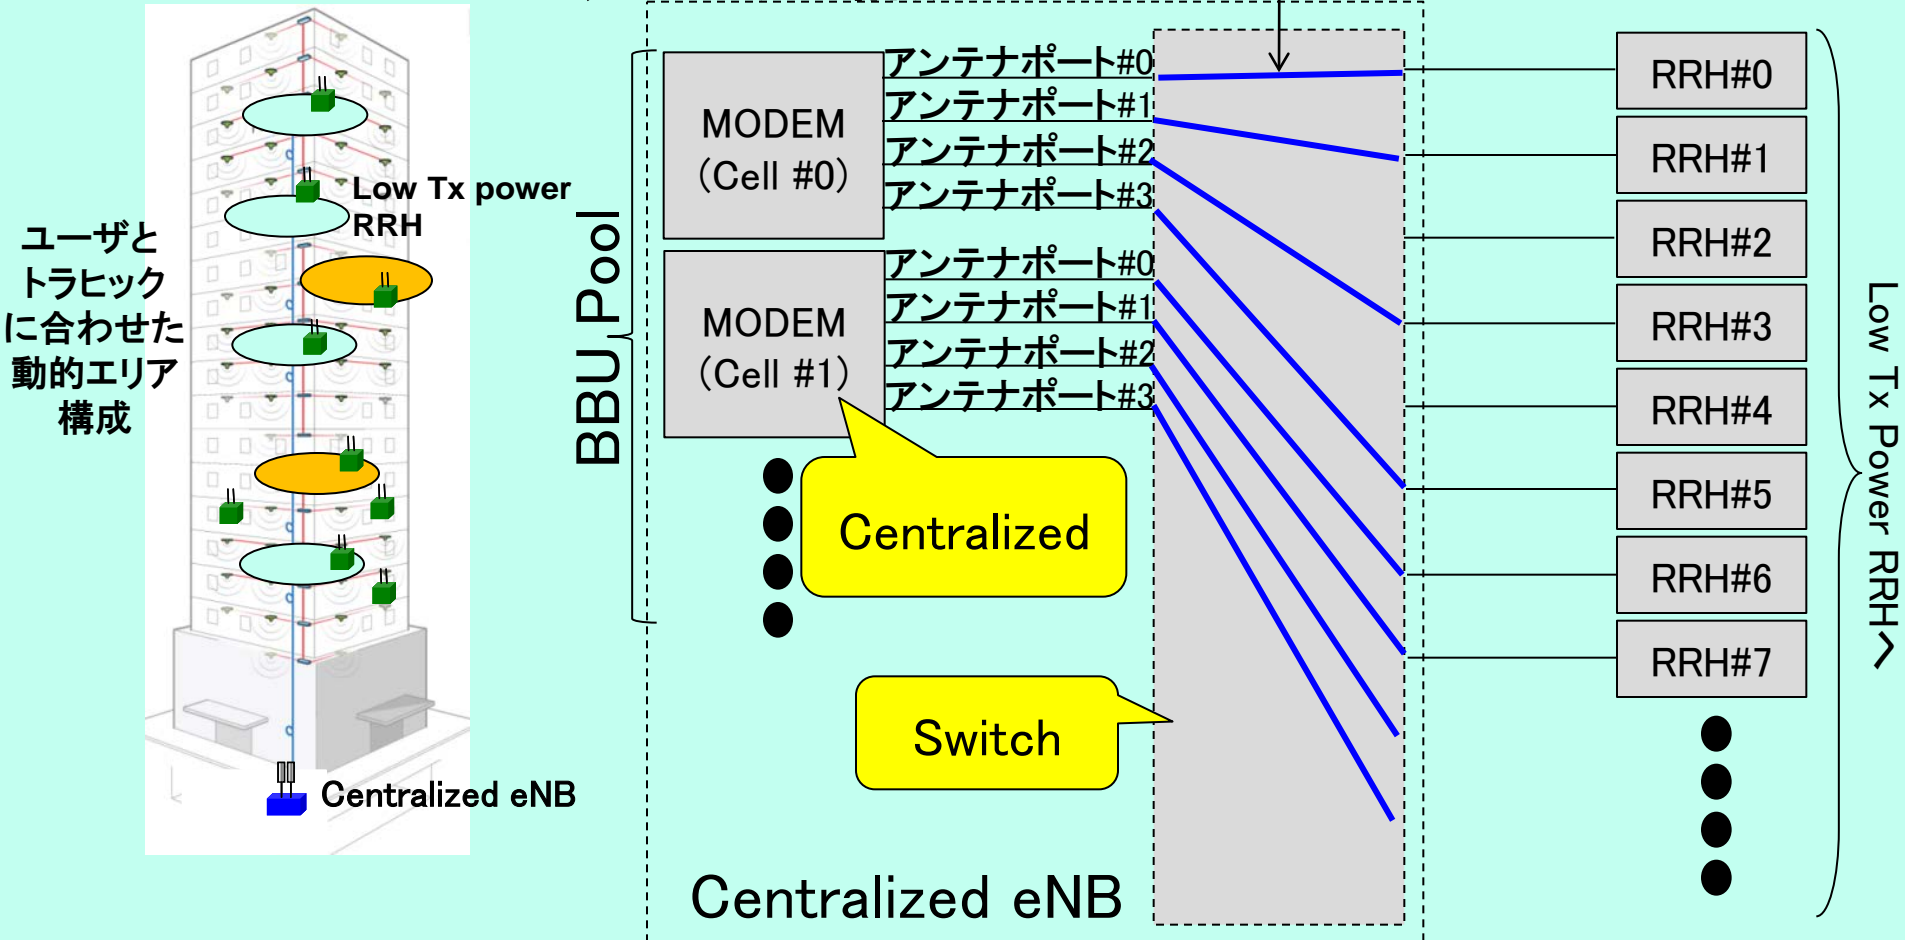 ユーザと
トラヒック
に合わせた
動的エリア
構成
Low Tx power
RRH
Centralized eNB
BBU Pool
MODEM
(Cell #0)
アンテナポート#0
アンテナポート#1
アンテナポート#2
アンテナポート#3
MODEM
(Cell #1)
アンテナポート#0
アンテナポート#1
アンテナポート#2
アンテナポート#3
Centralized
Switch
Centralized eNB
RRH#0
RRH#1
RRH#2
RRH#3
RRH#4
RRH#5
RRH#6
RRH#7
Low Tx Power RRHへ